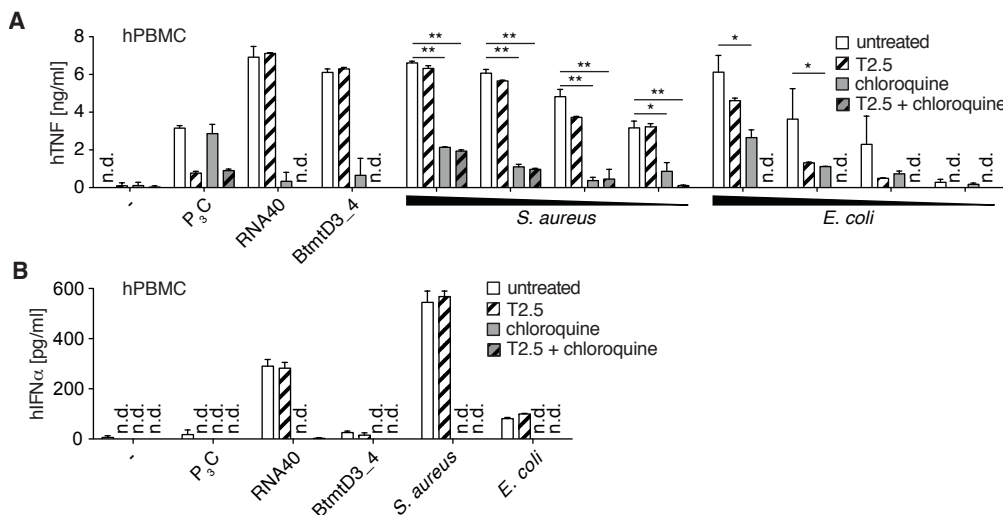 A
hPBMC
hTNF [ng/ml]
8
6
4
2
0
n.d.
n.d.
n.d.
n.d.
n.d.
n.d.
n.d.
**
**
**
**
**
**
**
*
*
*
untreated
T2.5
chloroquine
T2.5 + chloroquine
-
P3C
RNA40
BtmtD3_4
S. aureus
E. coli
B
hPBMC
hIFNα [pg/ml]
600
400
200
0
n.d.
n.d.
n.d.
n.d.
n.d.
n.d.
n.d.
n.d.
n.d.
n.d.
n.d.
n.d.
n.d.
untreated
T2.5
chloroquine
T2.5 + chloroquine
-
P3C
RNA40
BtmtD3_4
S. aureus
E. coli